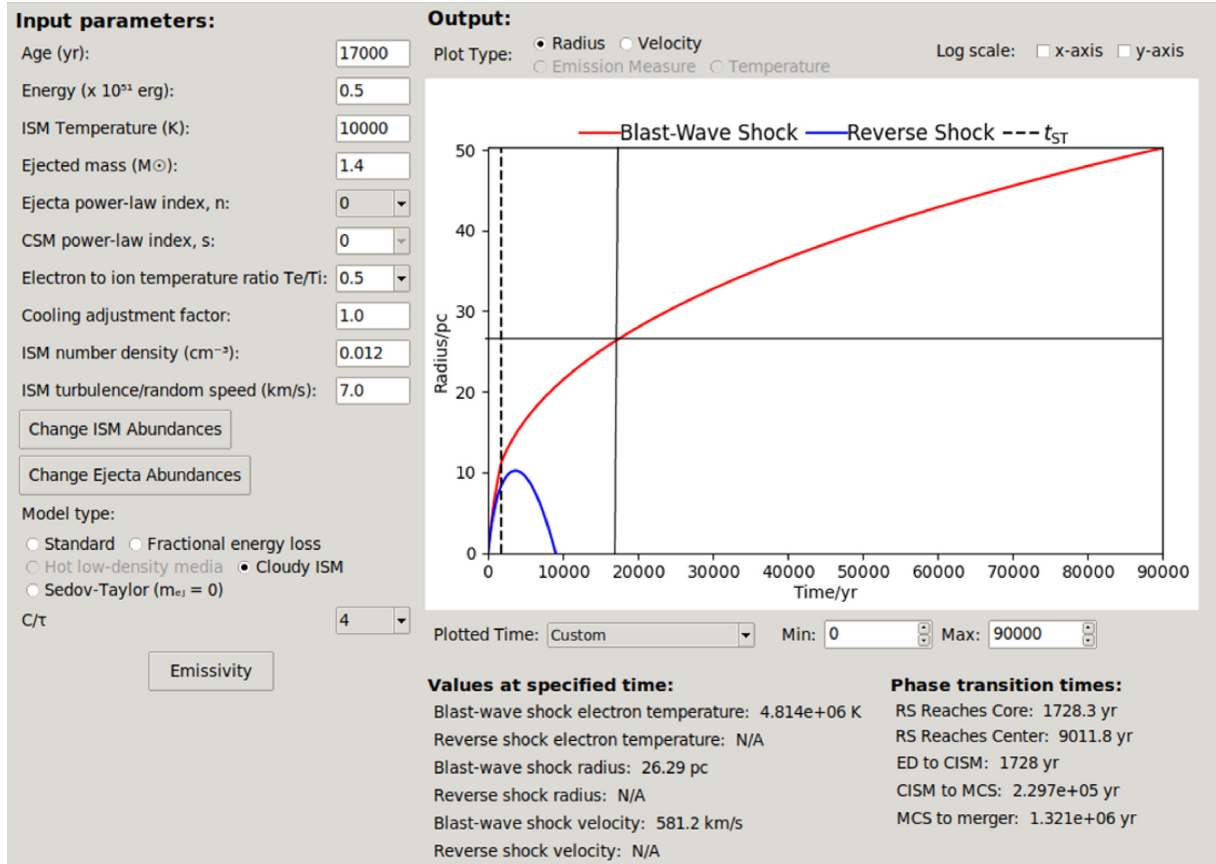 Input parameters:
Age (yr): 17000
Energy (x 10⁵¹ erg): 0.5
ISM Temperature (K): 10000
Ejected mass (M☉): 1.4
Ejecta power-law index, n: 0
CSM power-law index, s: 0
Electron to ion temperature ratio Te/Ti: 0.5
Cooling adjustment factor: 1.0
ISM number density (cm⁻³): 0.012
ISM turbulence/random speed (km/s): 7.0
Change ISM Abundances
Change Ejecta Abundances
Model type:
Standard Fractional energy loss
Hot low-density media Cloudy ISM
Sedov-Taylor (mₑⱼ = 0)
C/τ 4
Emissivity
Output:
Plot Type: Radius Velocity
Emission Measure Temperature
Log scale: x-axis y-axis
Blast-Wave Shock Reverse Shock t_ST
Radius/pc
50
40
30
20
10
0
0 10000 20000 30000 40000 50000 60000 70000 80000 90000
Time/yr
Plotted Time: Custom Min: 0 Max: 90000
Values at specified time:
Blast-wave shock electron temperature: 4.814e+06 K
Reverse shock electron temperature: N/A
Blast-wave shock radius: 26.29 pc
Reverse shock radius: N/A
Blast-wave shock velocity: 581.2 km/s
Reverse shock velocity: N/A
Phase transition times:
RS Reaches Core: 1728.3 yr
RS Reaches Center: 9011.8 yr
ED to CISM: 1728 yr
CISM to MCS: 2.297e+05 yr
MCS to merger: 1.321e+06 yr